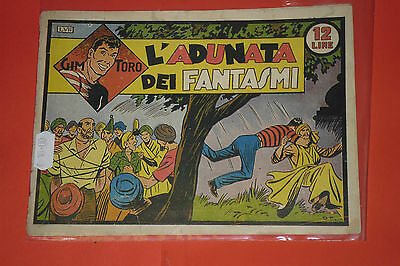 L'ADUNATA
DEI FANTASMI
GIM
TORO
12
LIRE